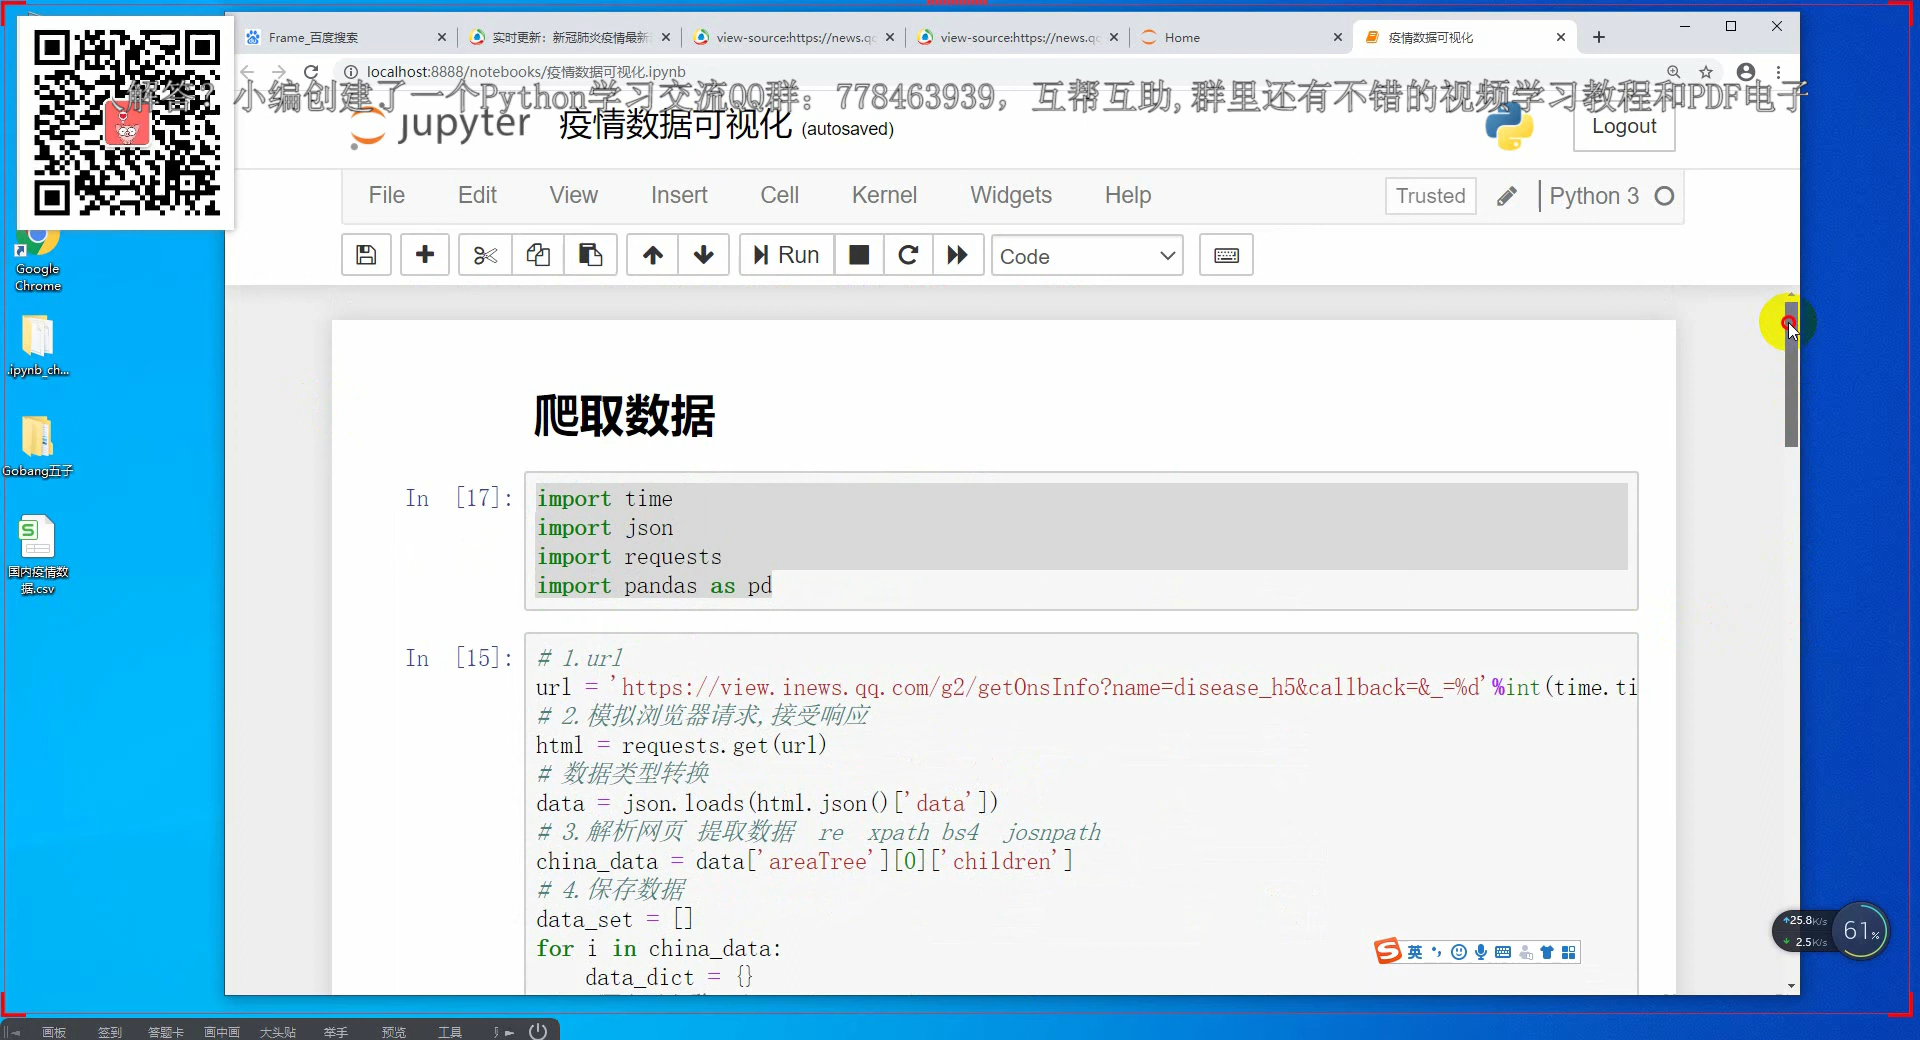 Frame_百度搜索
实时更新：新冠肺炎疫情最新
view-source:https://news.qc
view-source:https://news.qc
Home
疫情数据可视化
localhost:8888/notebooks/疫情数据可视化.ipynb
解答？小编创建了一个Python学习交流QQ群：778463939，互帮互助,群里还有不错的视频学习教程和PDF电子
jupyter 疫情数据可视化 (autosaved)
Logout
File Edit View Insert Cell Kernel Widgets Help
Trusted
Python 3
Run
Code
Google Chrome
.ipynb_ch...
Gobang五子
国内疫情数据.csv
爬取数据
In [17]:
import time
import json
import requests
import pandas as pd
In [15]:
# 1.url
url = 'https://view.inews.qq.com/g2/getOnsInfo?name=disease_h5&callback=&_=%d'%int(time.ti
# 2.模拟浏览器请求,接受响应
html = requests.get(url)
# 数据类型转换
data = json.loads(html.json()['data'])
# 3.解析网页 提取数据 re xpath bs4 josnpath
china_data = data['areaTree'][0]['children']
# 4.保存数据
data_set = []
for i in china_data:
data_dict = {}
英
25.8K/s
2.5K/s
61%
画板 签到 答题卡 画中画 大头贴 举手 预览 工具